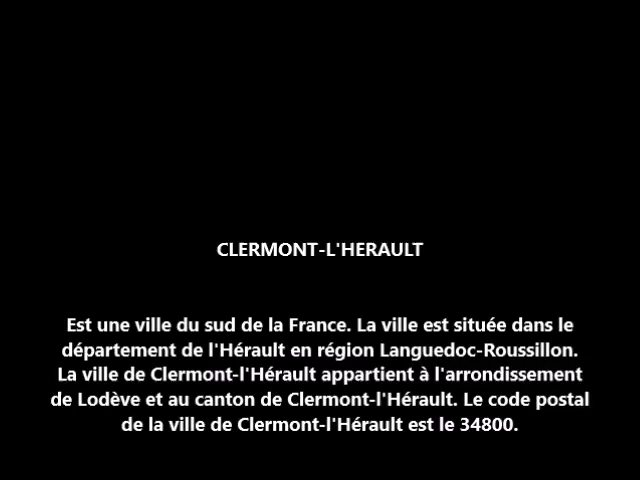 CLERMONT-L'HERAULT
Est une ville du sud de la France. La ville est située dans le
département de l'Hérault en région Languedoc-Roussillon.
La ville de Clermont-l'Hérault appartient à l'arrondissement
de Lodève et au canton de Clermont-l'Hérault. Le code postal
de la ville de Clermont-l'Hérault est le 34800.